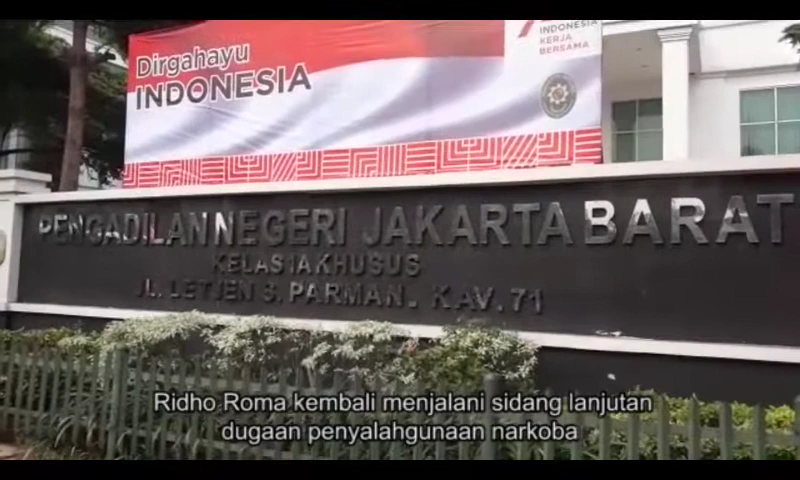 Dirgahayu
INDONESIA
INDONESIA
KERJA
BERSAMA
PENGADILAN NEGERI JAKARTA BARAT
KELAS IA KHUSUS
JL. LETJEN S. PARMAN. KAV. 71
Ridho Roma kembali menjalani sidang lanjutan
dugaan penyalahgunaan narkoba